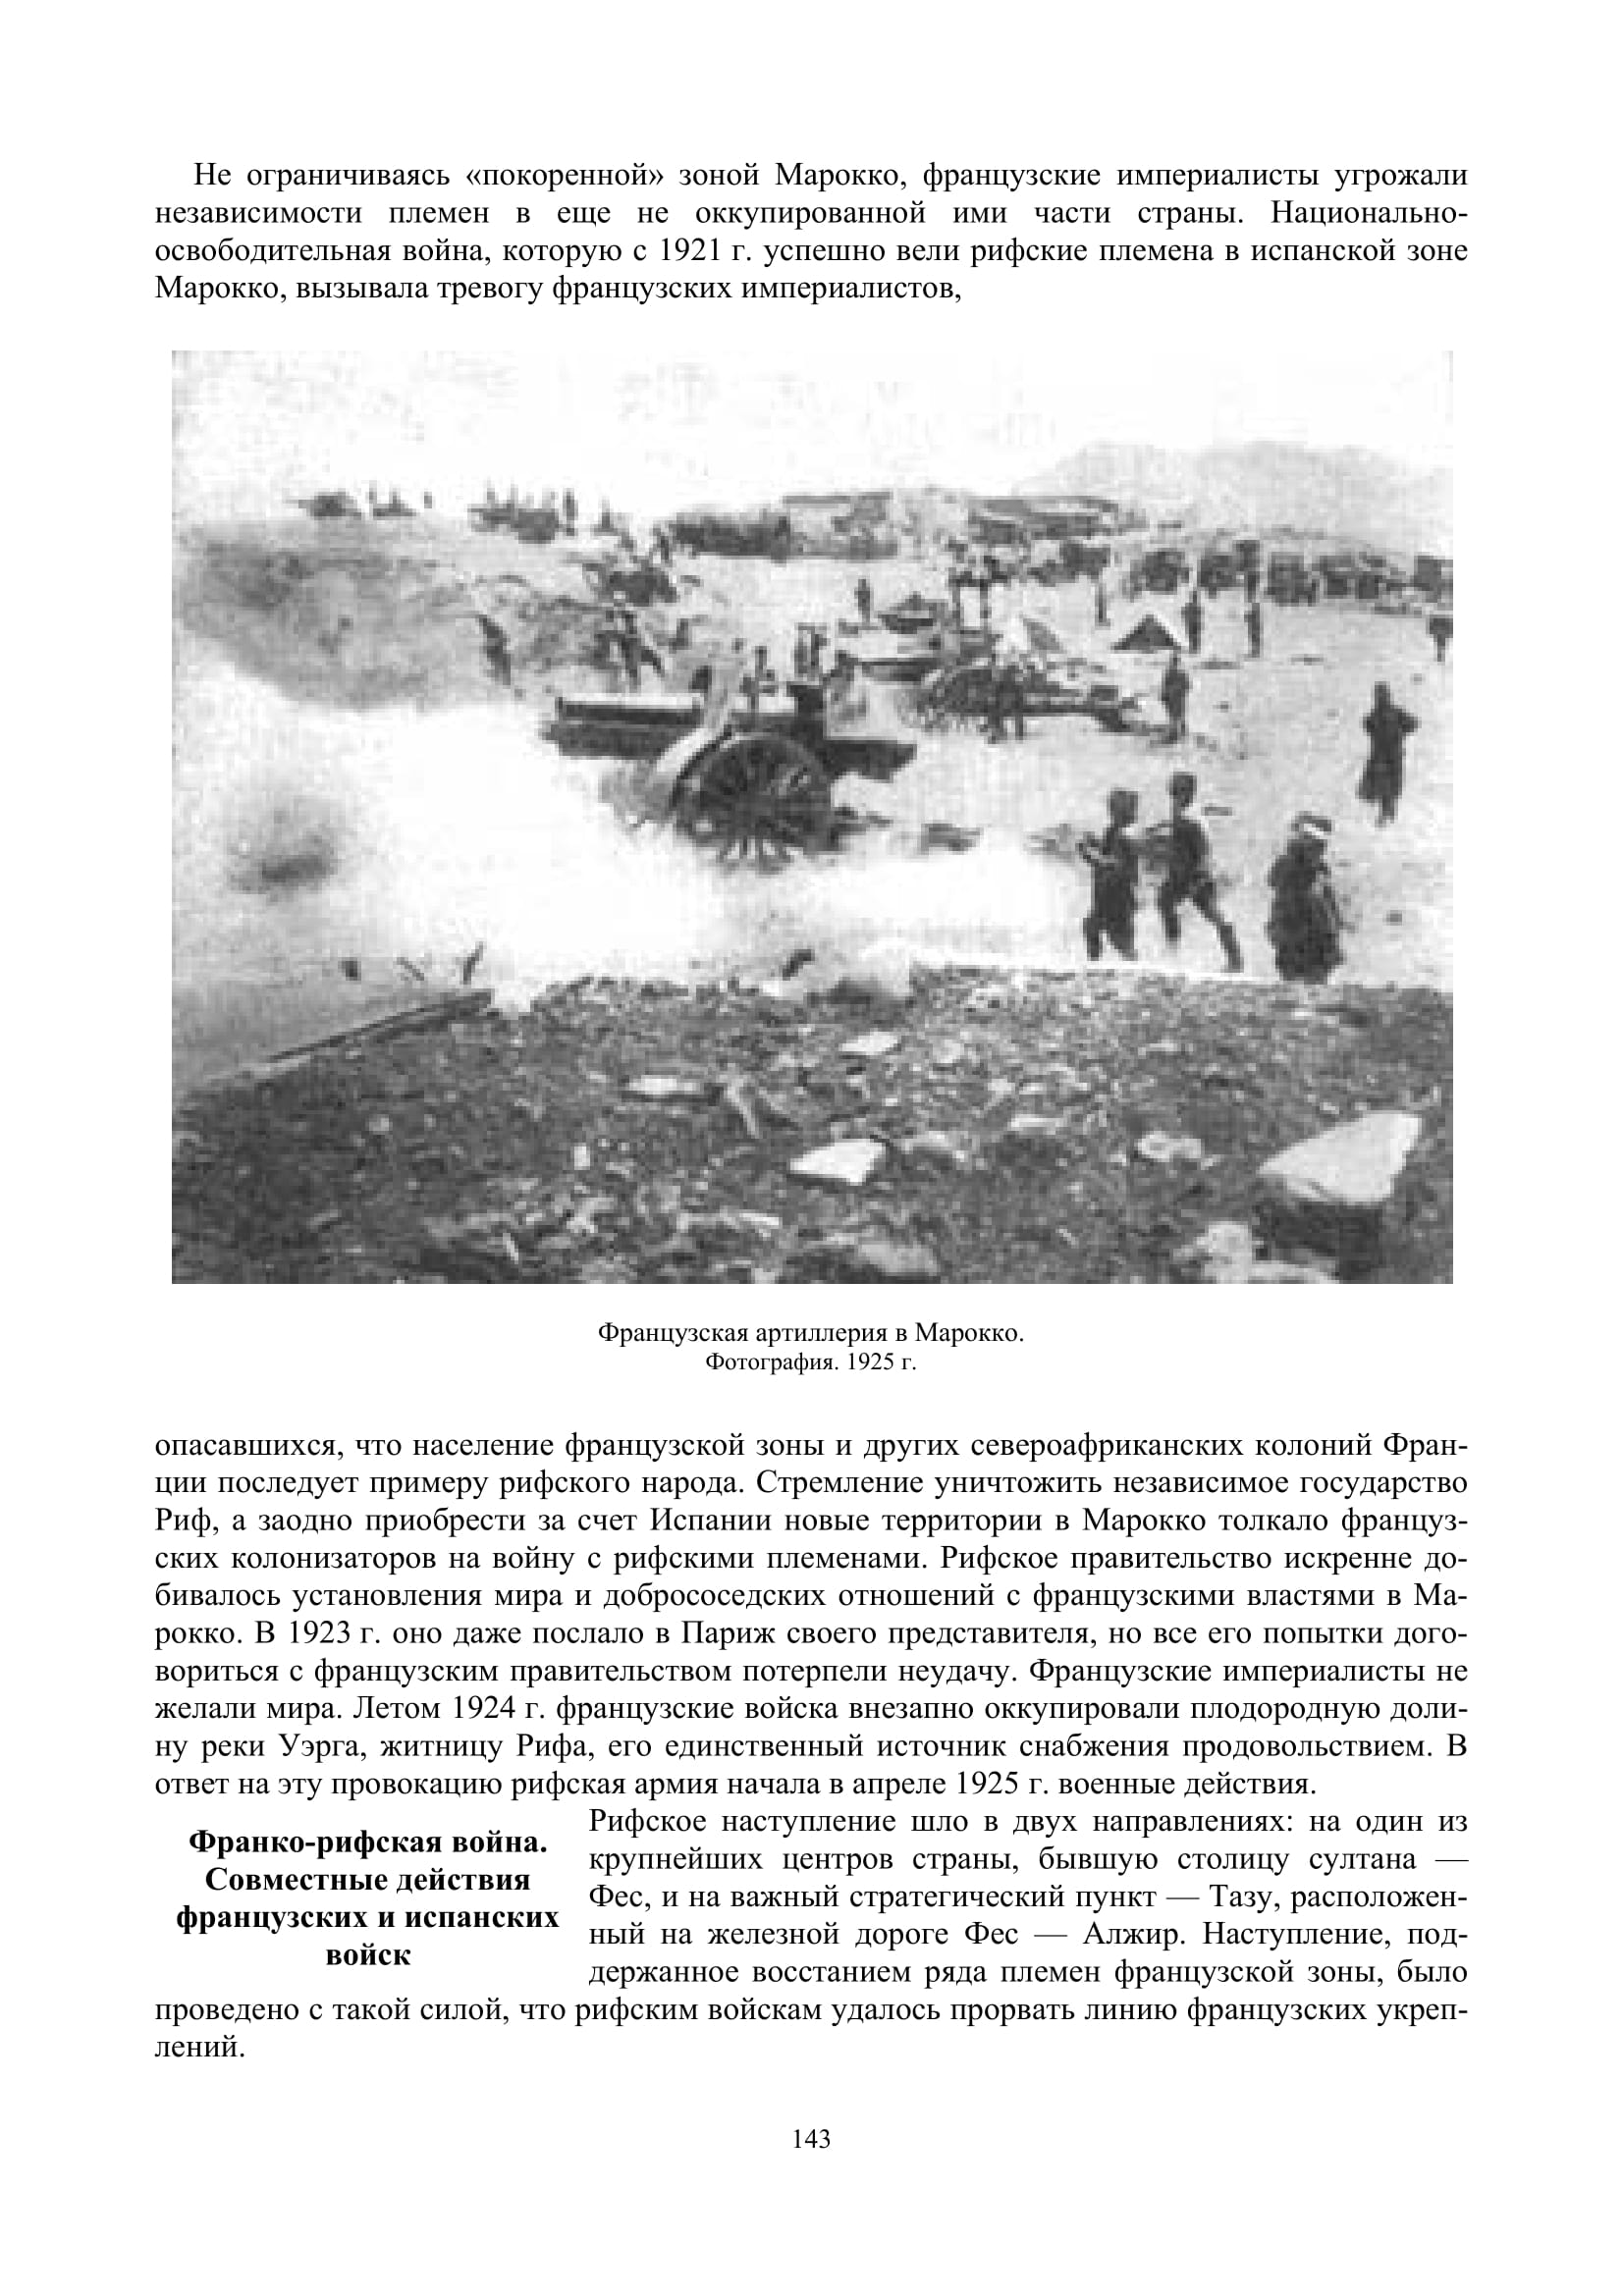 Не ограничиваясь «покоренной» зоной Марокко, французские империалисты угрожали
независимости племен в еще не оккупированной ими части страны. Национально-
освободительная война, которую с 1921 г. успешно вели рифские племена в испанской зоне
Марокко, вызывала тревогу французских империалистов,
Французская артиллерия в Марокко.
Фотография. 1925 г.
опасавшихся, что население французской зоны и других североафриканских колоний Фран-
ции последует примеру рифского народа. Стремление уничтожить независимое государство
Риф, а заодно приобрести за счет Испании новые территории в Марокко толкало француз-
ских колонизаторов на войну с рифскими племенами. Рифское правительство искренне до-
бивалось установления мира и добрососедских отношений с французскими властями в Ма-
рокко. В 1923 г. оно даже послало в Париж своего представителя, но все его попытки дого-
вориться с французским правительством потерпели неудачу. Французские империалисты не
желали мира. Летом 1924 г. французские войска внезапно оккупировали плодородную доли-
ну реки Уэрга, житницу Рифа, его единственный источник снабжения продовольствием. В
ответ на эту провокацию рифская армия начала в апреле 1925 г. военные действия.
Франко-рифская война.
Совместные действия
французских и испанских
войск
Рифское наступление шло в двух направлениях: на один из
крупнейших центров страны, бывшую столицу султана —
Фес, и на важный стратегический пункт — Тазу, расположен-
ный на железной дороге Фес — Алжир. Наступление, под-
держанное восстанием ряда племен французской зоны, было
проведено с такой силой, что рифским войскам удалось прорвать линию французских укреп-
лений.
143